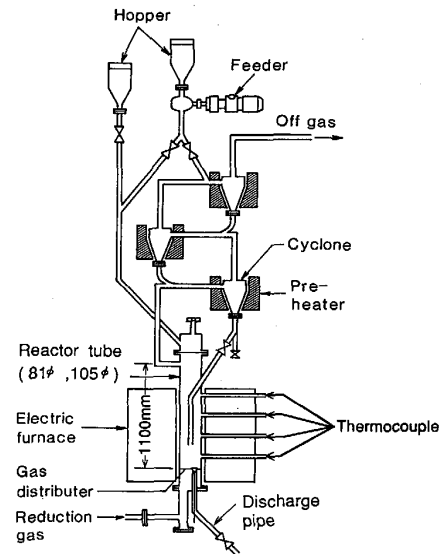 Hopper
Feeder
Off gas
Cyclone
Pre-
heater
Reactor tube
(81φ ,105φ)
1100mm
Electric
furnace
Thermocouple
Gas
distributer
Discharge
pipe
Reduction
gas